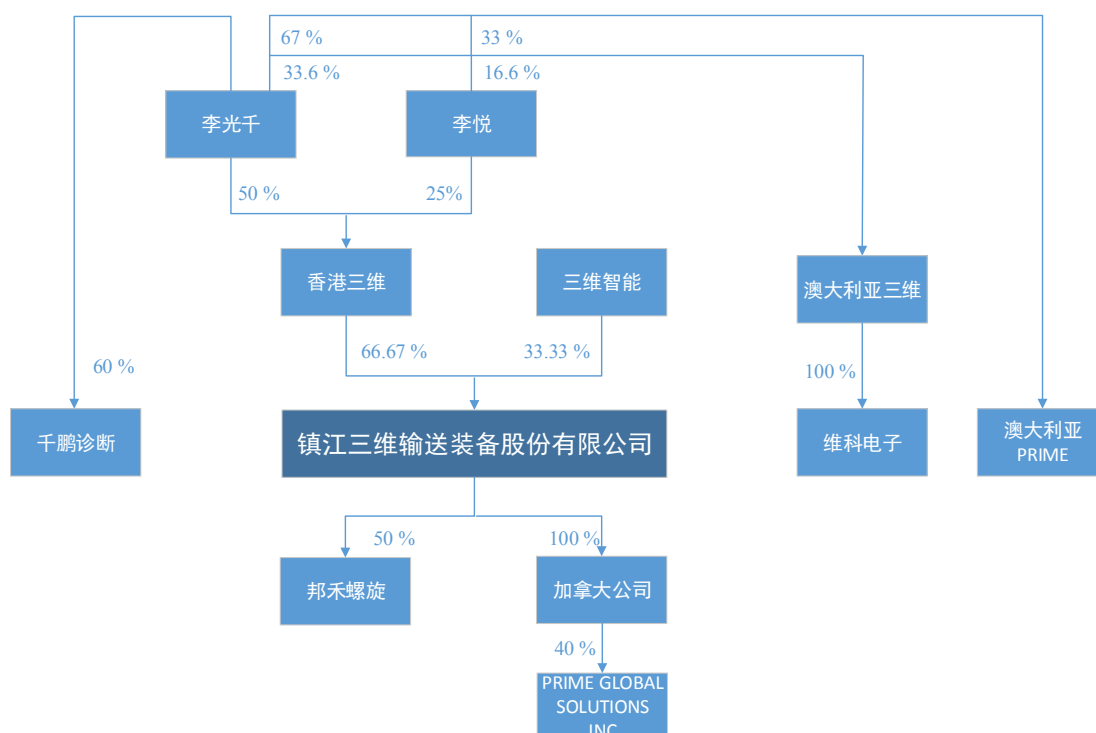 67 %
33 %
33.6 %
16.6 %
李光千
李悦
50 %
25%
香港三维
三维智能
澳大利亚三维
66.67 %
33.33 %
60 %
100 %
千鹏诊断
镇江三维输送装备股份有限公司
维科电子
澳大利亚
PRIME
50 %
100 %
邦禾螺旋
加拿大公司
40 %
PRIME GLOBAL
SOLUTIONS
INC